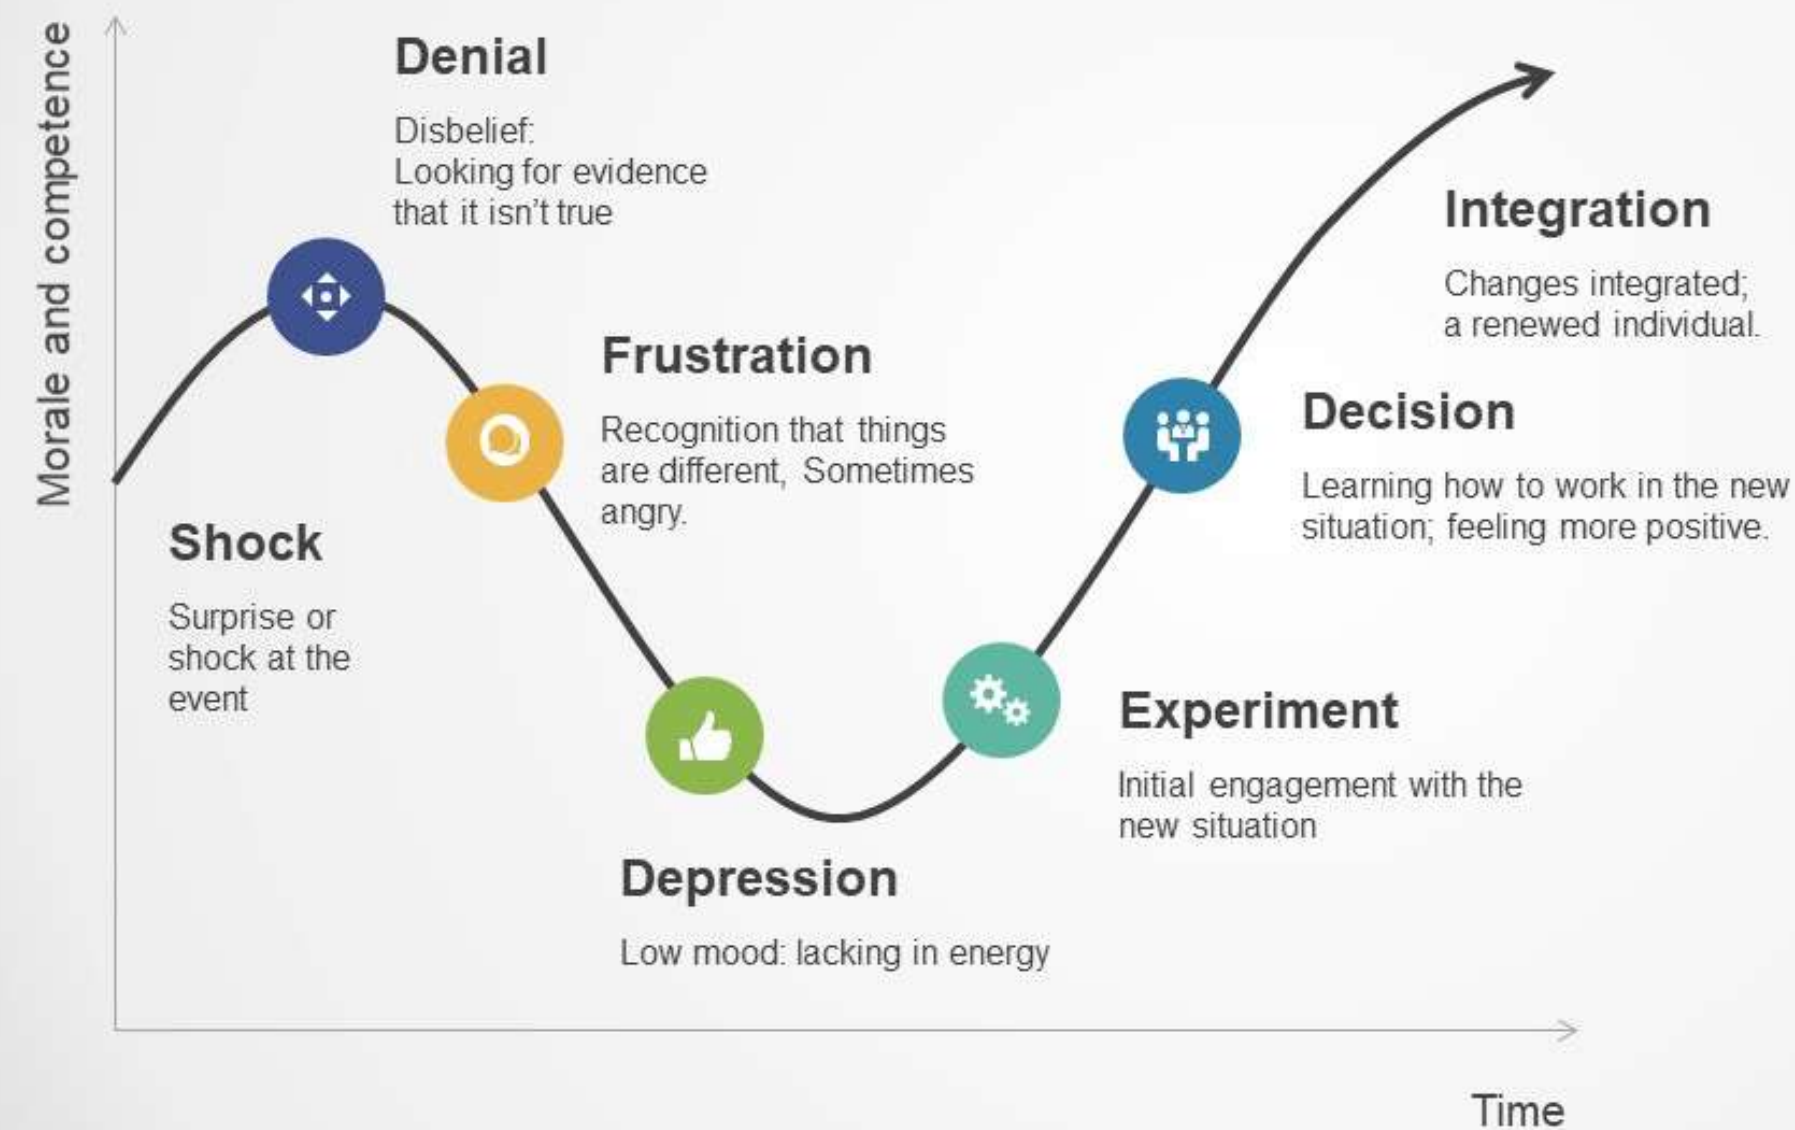 Morale and competence
Denial
Disbelief:
Looking for evidence
that it isn't true
Frustration
Recognition that things
are different, Sometimes
angry.
Shock
Surprise or
shock at the
event
Depression
Low mood: lacking in energy
Experiment
Initial engagement with the
new situation
Decision
Learning how to work in the new
situation; feeling more positive.
Integration
Changes integrated;
a renewed individual.
Time